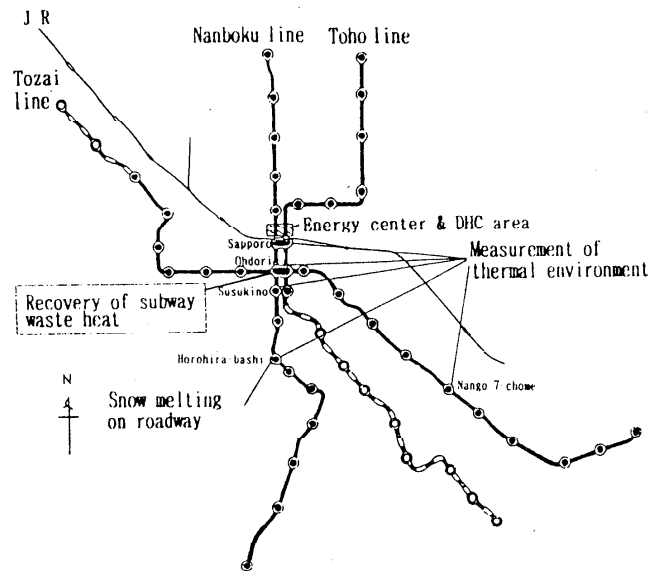 J R
Nanboku line
Toho line
Tozai
line
Energy center & DHC area
Sapporo
Ohdori
Measurement of
thermal environment
Recovery of subway
waste heat
Susukino
Horohira-bashi
Nango 7-chome
Snow melting
on roadway
N